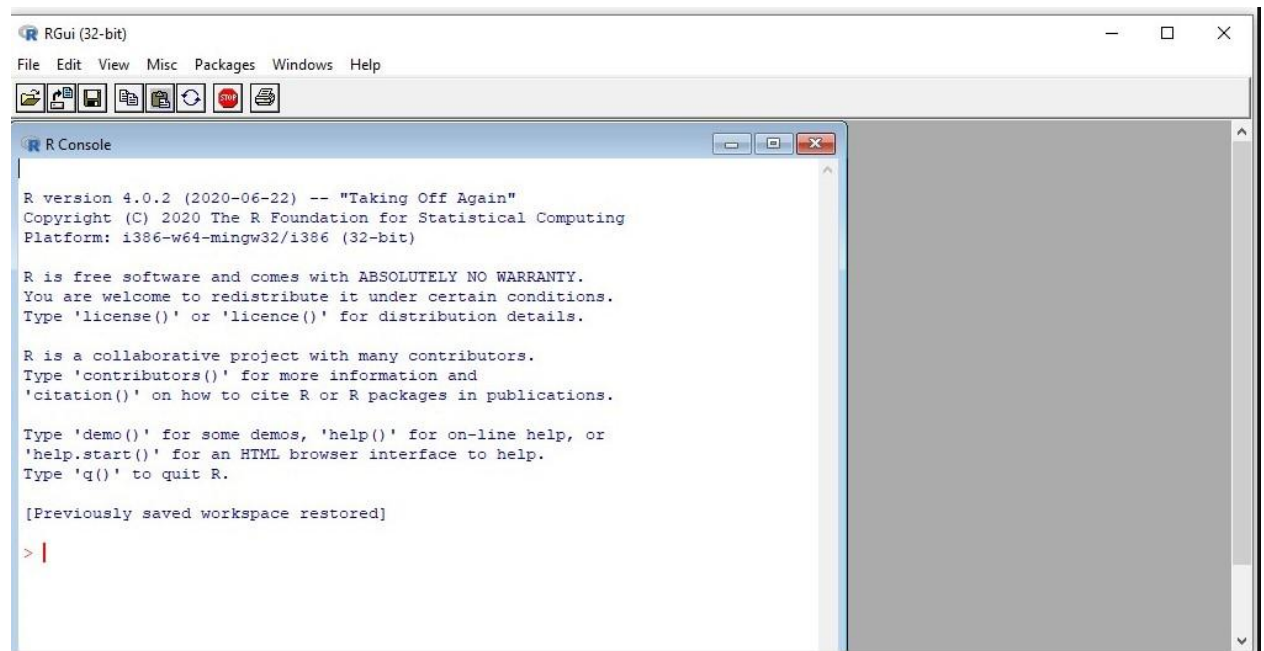 RGui (32-bit)
File Edit View Misc Packages Windows Help
STOP
R Console
R version 4.0.2 (2020-06-22) -- "Taking Off Again"
Copyright (C) 2020 The R Foundation for Statistical Computing
Platform: i386-w64-mingw32/i386 (32-bit)
R is free software and comes with ABSOLUTELY NO WARRANTY.
You are welcome to redistribute it under certain conditions.
Type 'license()' or 'licence()' for distribution details.
R is a collaborative project with many contributors.
Type 'contributors()' for more information and
'citation()' on how to cite R or R packages in publications.
Type 'demo()' for some demos, 'help()' for on-line help, or
'help.start()' for an HTML browser interface to help.
Type 'q()' to quit R.
[Previously saved workspace restored]
>